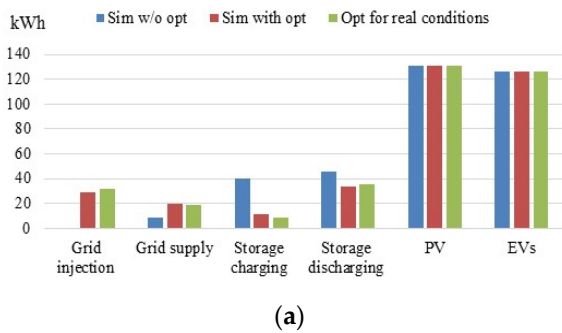 Sim w/o opt Sim with opt Opt for real conditions
kWh
140
120
100
80
60
40
20
0
Grid injection
Grid supply
Storage charging
Storage discharging
PV
EVs
(a)